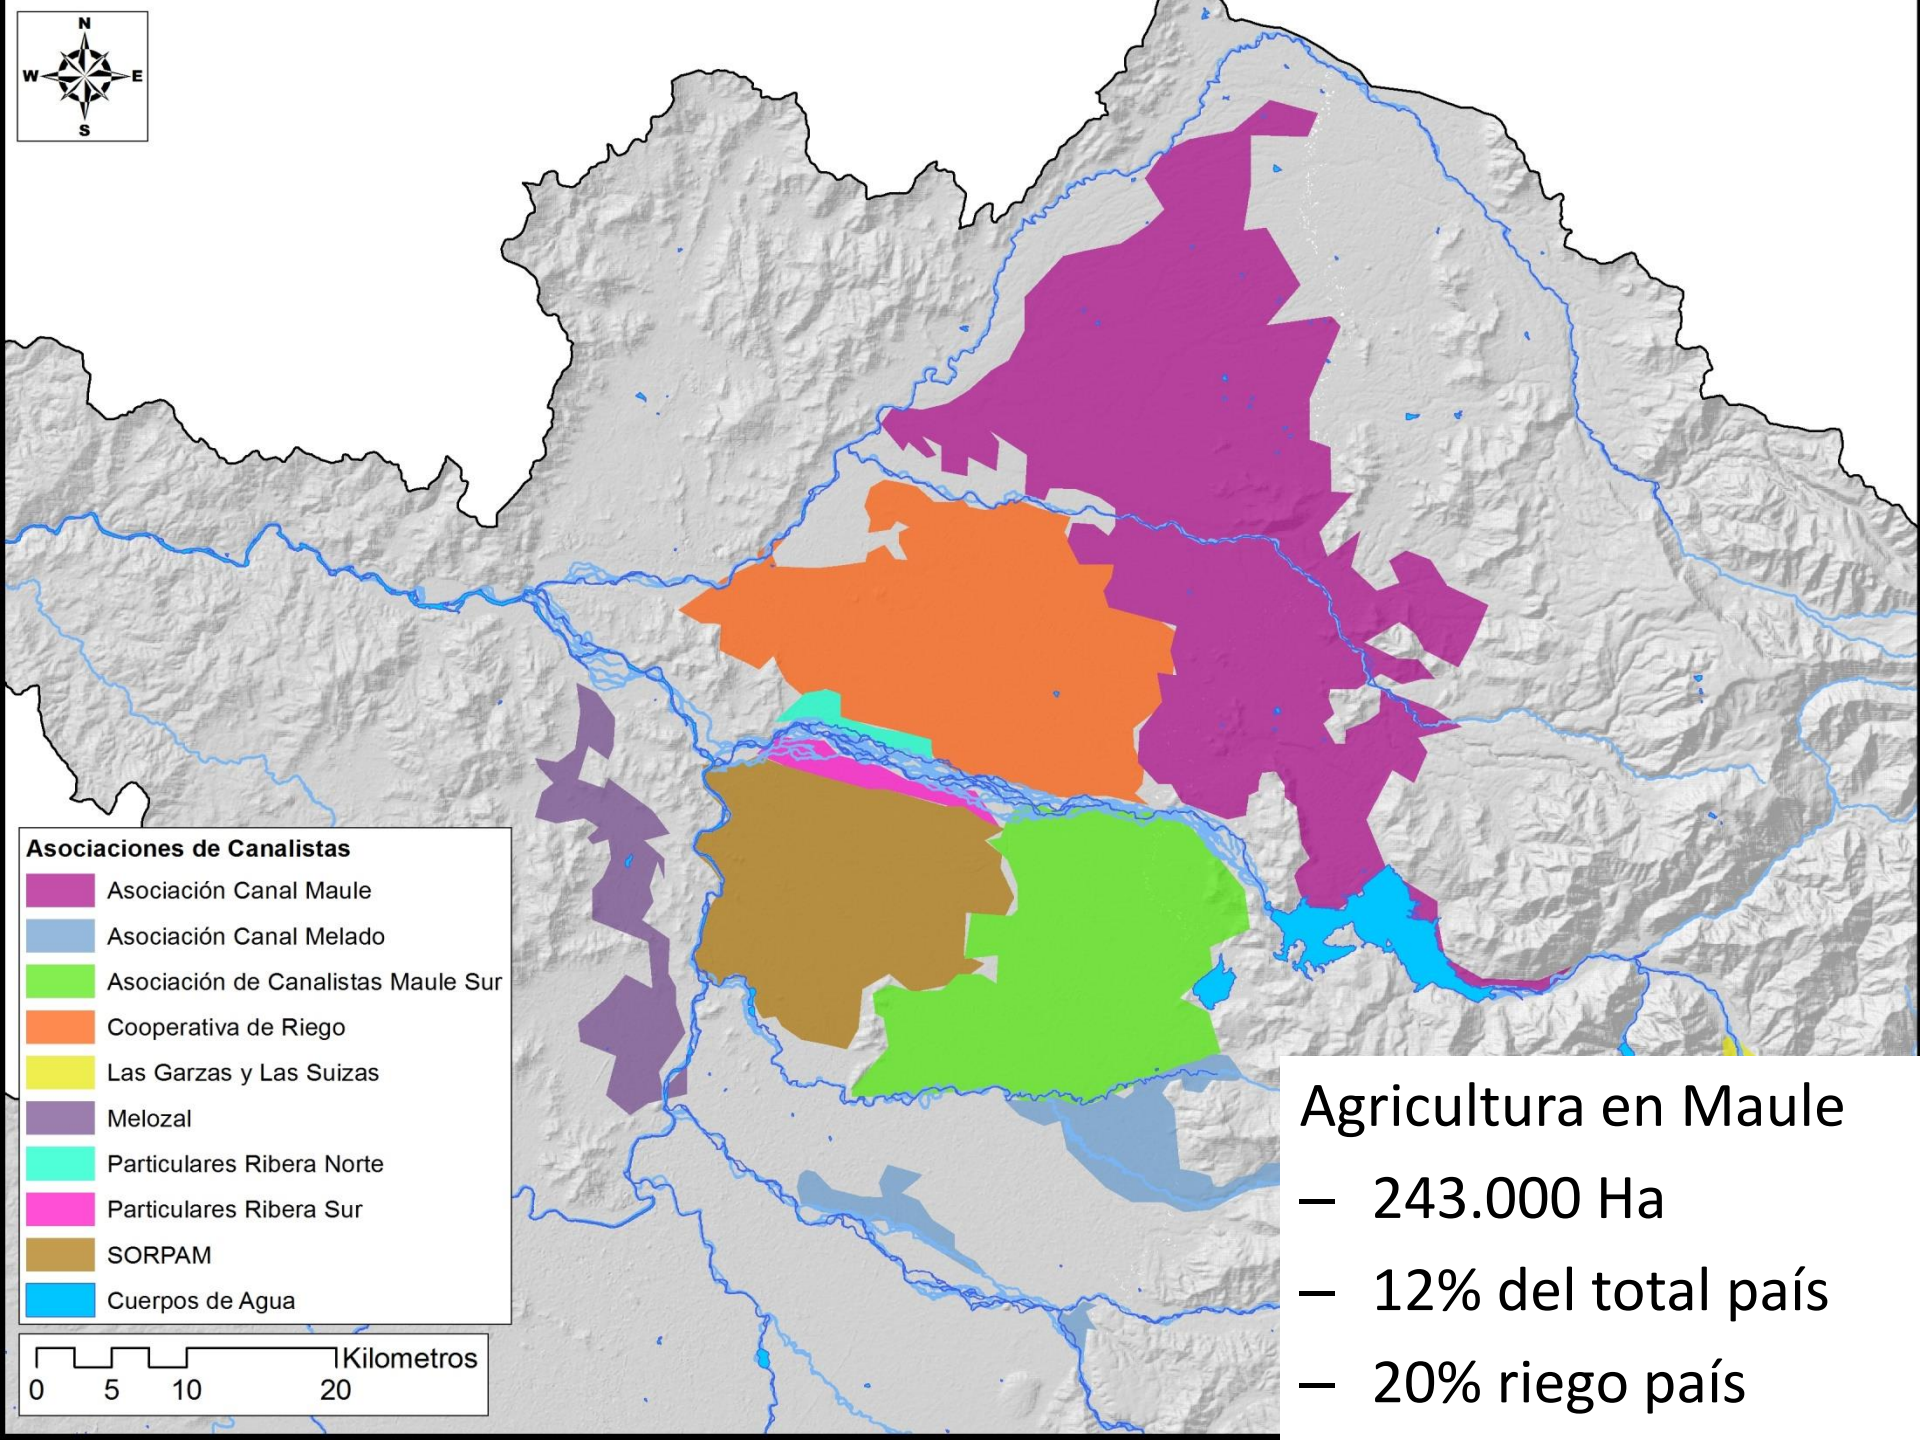 N
W E
S
Asociaciones de Canalistas
Asociación Canal Maule
Asociación Canal Melado
Asociación de Canalistas Maule Sur
Cooperativa de Riego
Las Garzas y Las Suizas
Melozal
Particulares Ribera Norte
Particulares Ribera Sur
SORPAM
Cuerpos de Agua
Kilometros
0 5 10 20
Agricultura en Maule
– 243.000 Ha
– 12% del total país
– 20% riego país